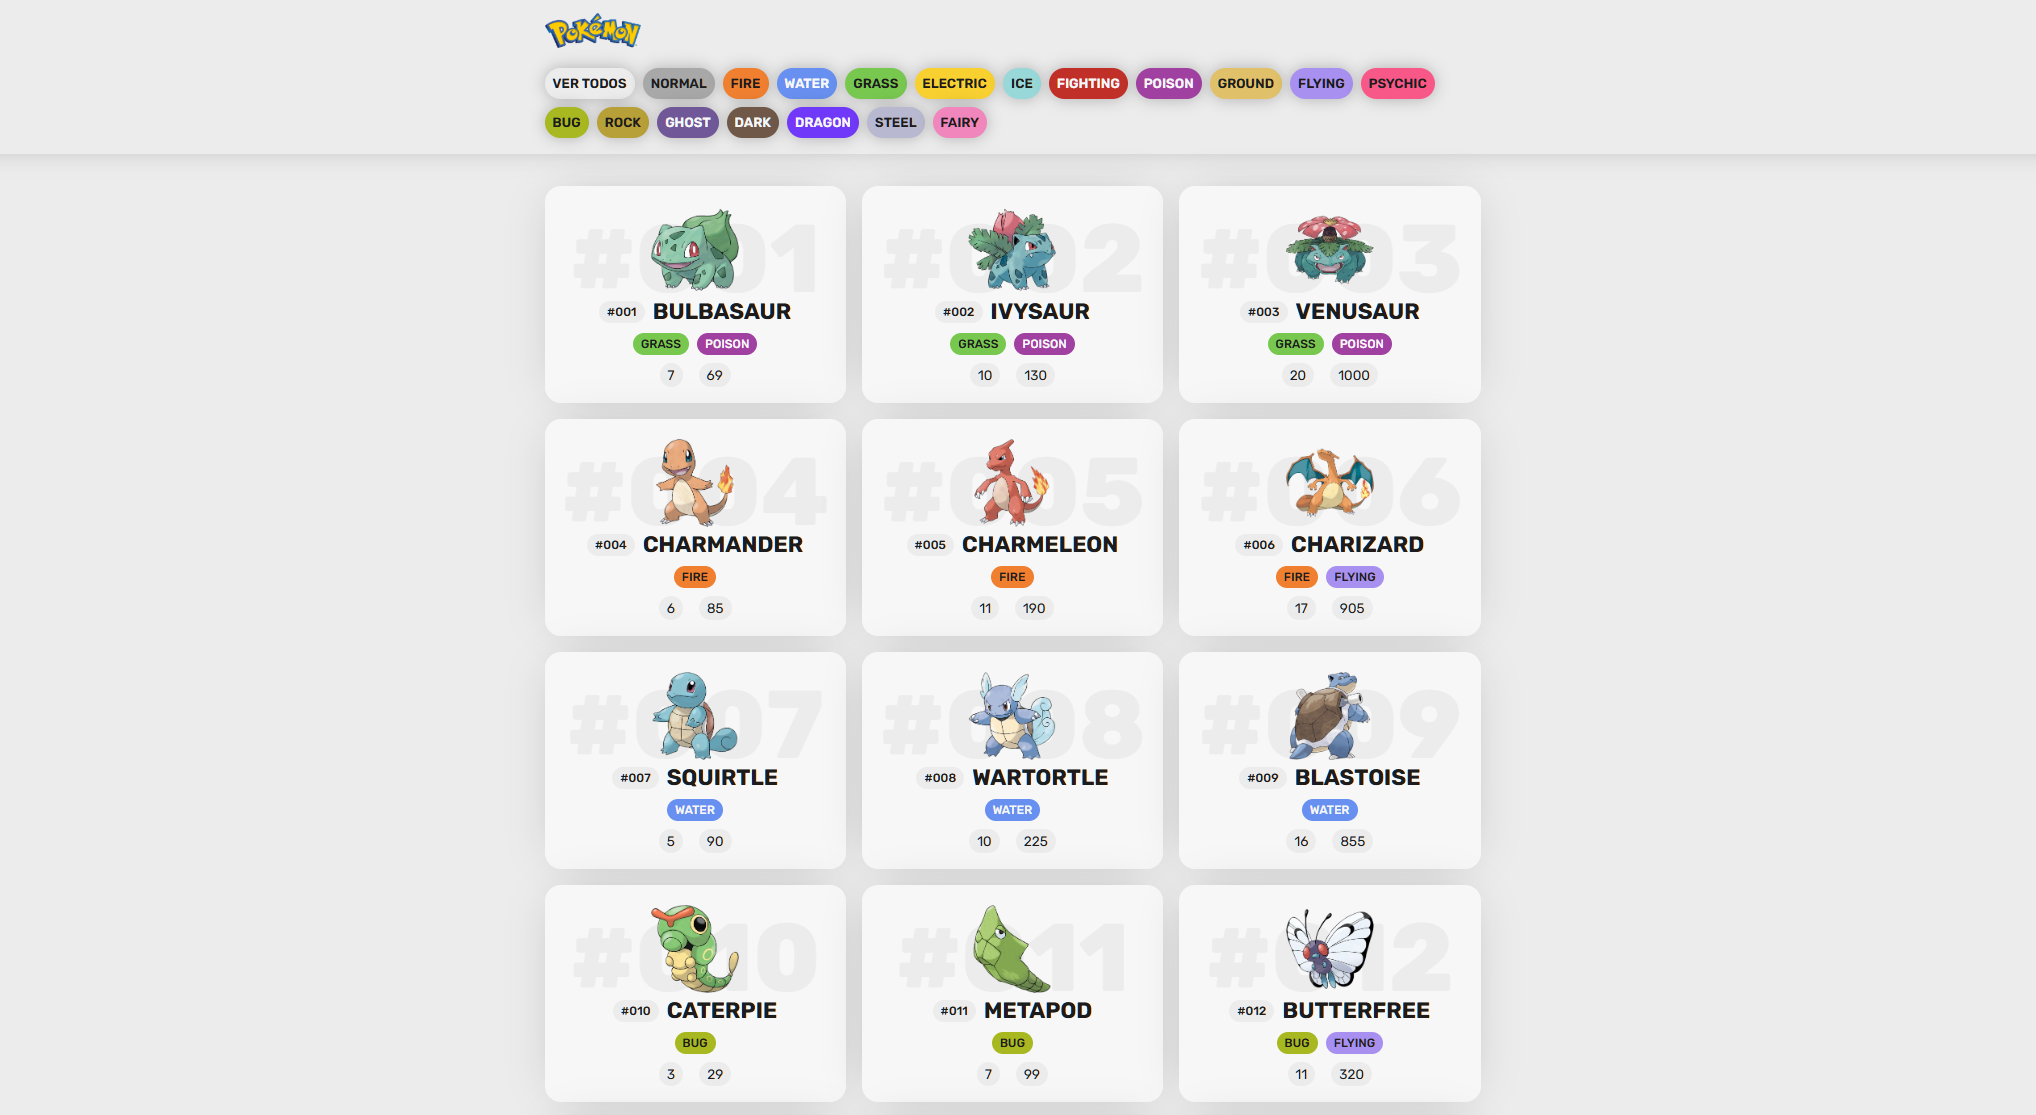 Pokémon
VER TODOS NORMAL FIRE WATER GRASS ELECTRIC ICE FIGHTING POISON GROUND FLYING PSYCHIC
BUG ROCK GHOST DARK DRAGON STEEL FAIRY
#001 #002 #003
#001 BULBASAUR #002 IVYSAUR #003 VENUSAUR
GRASS POISON GRASS POISON GRASS POISON
7 69 10 130 20 1000
#004 #005 #006
#004 CHARMANDER #005 CHARMELEON #006 CHARIZARD
FIRE FIRE FIRE FLYING
6 85 11 190 17 905
#007 #008 #009
#007 SQUIRTLE #008 WARTORTLE #009 BLASTOISE
WATER WATER WATER
5 90 10 225 16 855
#010 #011 #012
#010 CATERPIE #011 METAPOD #012 BUTTERFREE
BUG BUG BUG FLYING
3 29 7 99 11 320